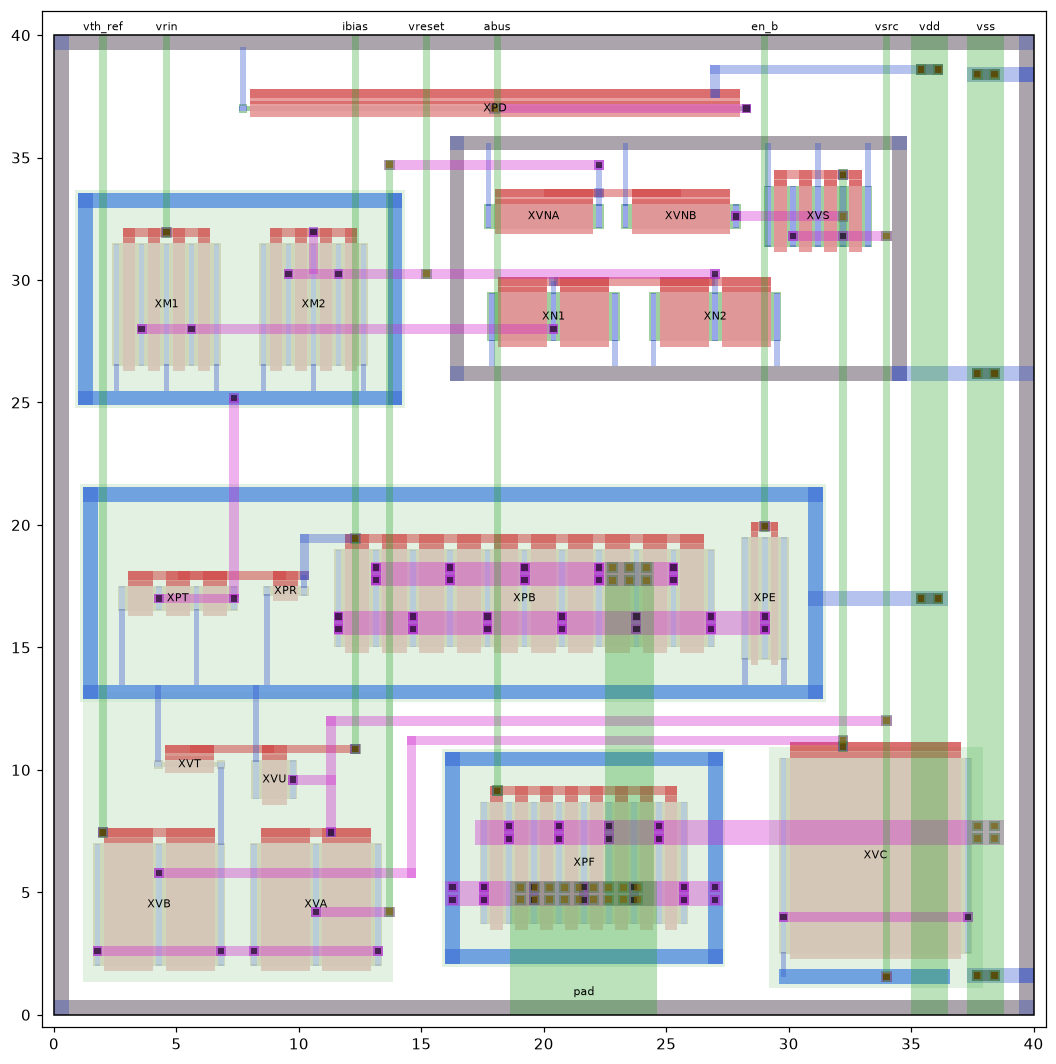 vth_ref vrin ibias vreset abus en_b vsrc vdd vss
40
XPD
35
XVNA XVNB XVS
30
XM1 XM2 XN1 XN2
25
20
XPT XPR XPB XPE
15
10
XVT XVU
XPF XVC
5
XVB XVA
pad
0
0 5 10 15 20 25 30 35 40